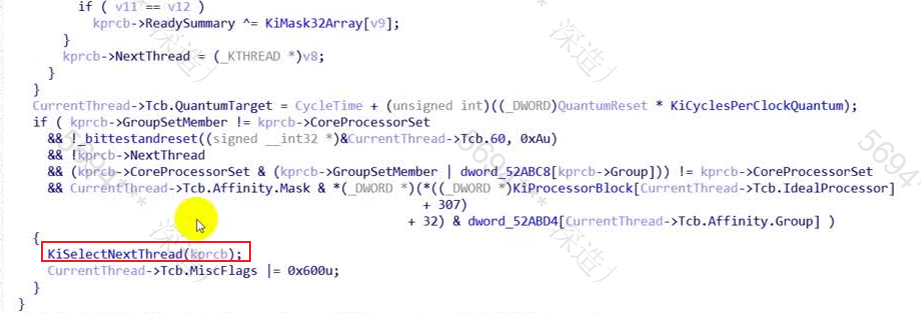 if ( v11 == v12 )
kprcb->ReadySummary ^= KiMask32Array[v9];
}
kprcb->NextThread = (_KTHREAD *)v8;
}
}
CurrentThread->Tcb.QuantumTarget = CycleTime + (unsigned int)((_DWORD)QuantumReset * KiCyclesPerClockQuantum);
if ( kprcb->GroupSetMember != kprcb->CoreProcessorSet
&& !_bittestandreset((signed __int32 *)&CurrentThread->Tcb.60, 0xAu)
&& !kprcb->NextThread
&& (kprcb->CoreProcessorSet & (kprcb->GroupSetMember | dword_52ABC8[kprcb->Group])) != kprcb->CoreProcessorSet
&& CurrentThread->Tcb.Affinity.Mask & *(_DWORD *)(*((_DWORD *)KiProcessorBlock[CurrentThread->Tcb.IdealProcessor]
+ 307)
+ 32) & dword_52ABD4[CurrentThread->Tcb.Affinity.Group] )
{
KiSelectNextThread(kprcb);
CurrentThread->Tcb.MiscFlags |= 0x600u;
}
}